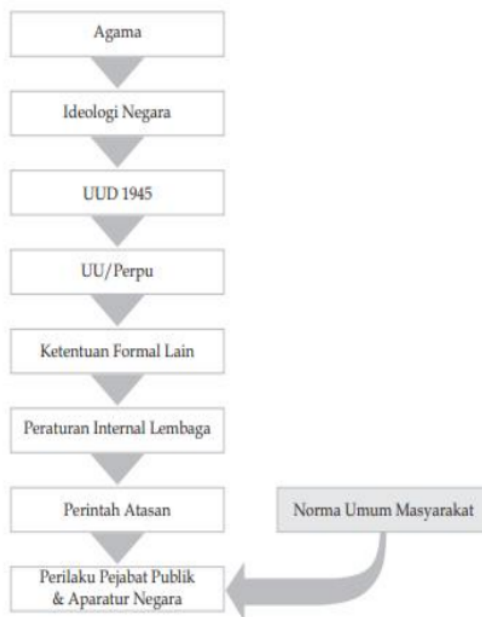 Agama
Ideologi Negara
UUD 1945
UU/Perpu
Ketentuan Formal Lain
Peraturan Internal Lembaga
Perintah Atasan
Norma Umum Masyarakat
Perilaku Pejabat Publik
& Aparatur Negara